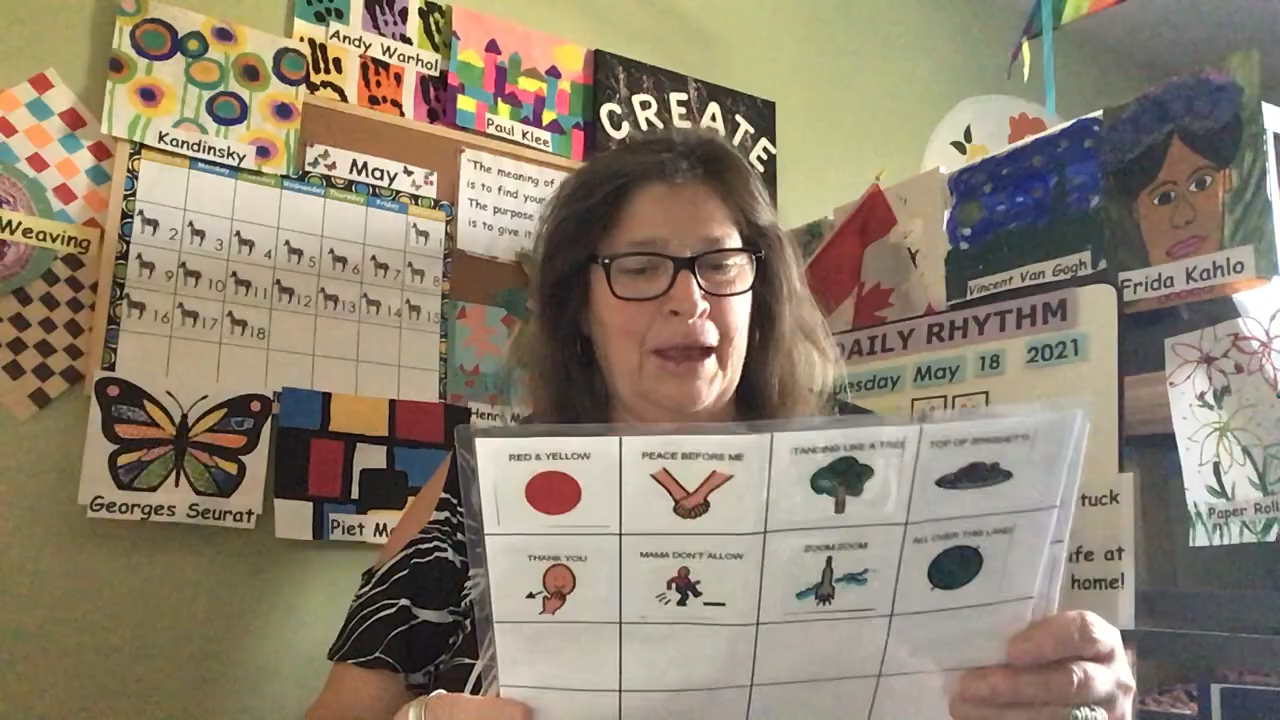 Andy Warhol
Paul Klee
CREATE
Kandinsky
Weaving
May
Monday
Wednesday
Thursday
Friday
1
2 3 4 5 6 7 8
9 10 11 12 13 14 15
16 17 18
"The meaning of
is to find your
The purpose
is to give it
Georges Seurat
Piet
Henri
Vincent Van Gogh
Frida Kahlo
DAILY RHYTHM
May 18 2021
Paper Roll
tuck
at
home!
RED & YELLOW
PEACE BEFORE ME
TANDING LIKE A TREE
TOP OF SPAGHETTI
THANK YOU
MAMA DON'T ALLOW
ZOOM ZOOM
ALL OVER THIS LAND